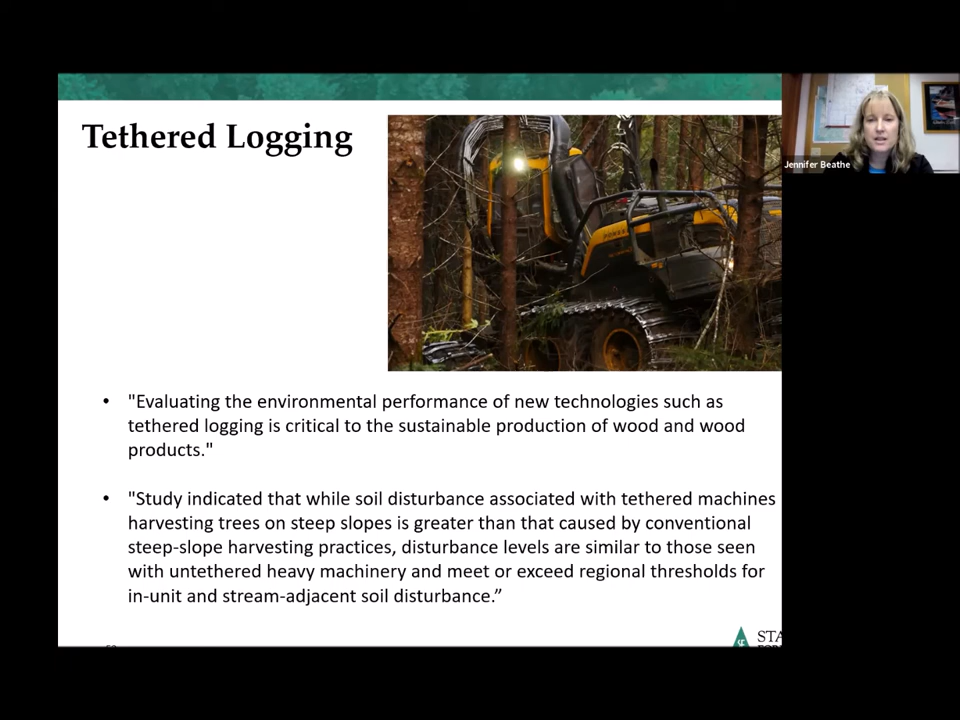 Tethered Logging
Jennifer Beathe
• "Evaluating the environmental performance of new technologies such as
tethered logging is critical to the sustainable production of wood and wood
products."
• "Study indicated that while soil disturbance associated with tethered machines
harvesting trees on steep slopes is greater than that caused by conventional
steep-slope harvesting practices, disturbance levels are similar to those seen
with untethered heavy machinery and meet or exceed regional thresholds for
in-unit and stream-adjacent soil disturbance.”
STA